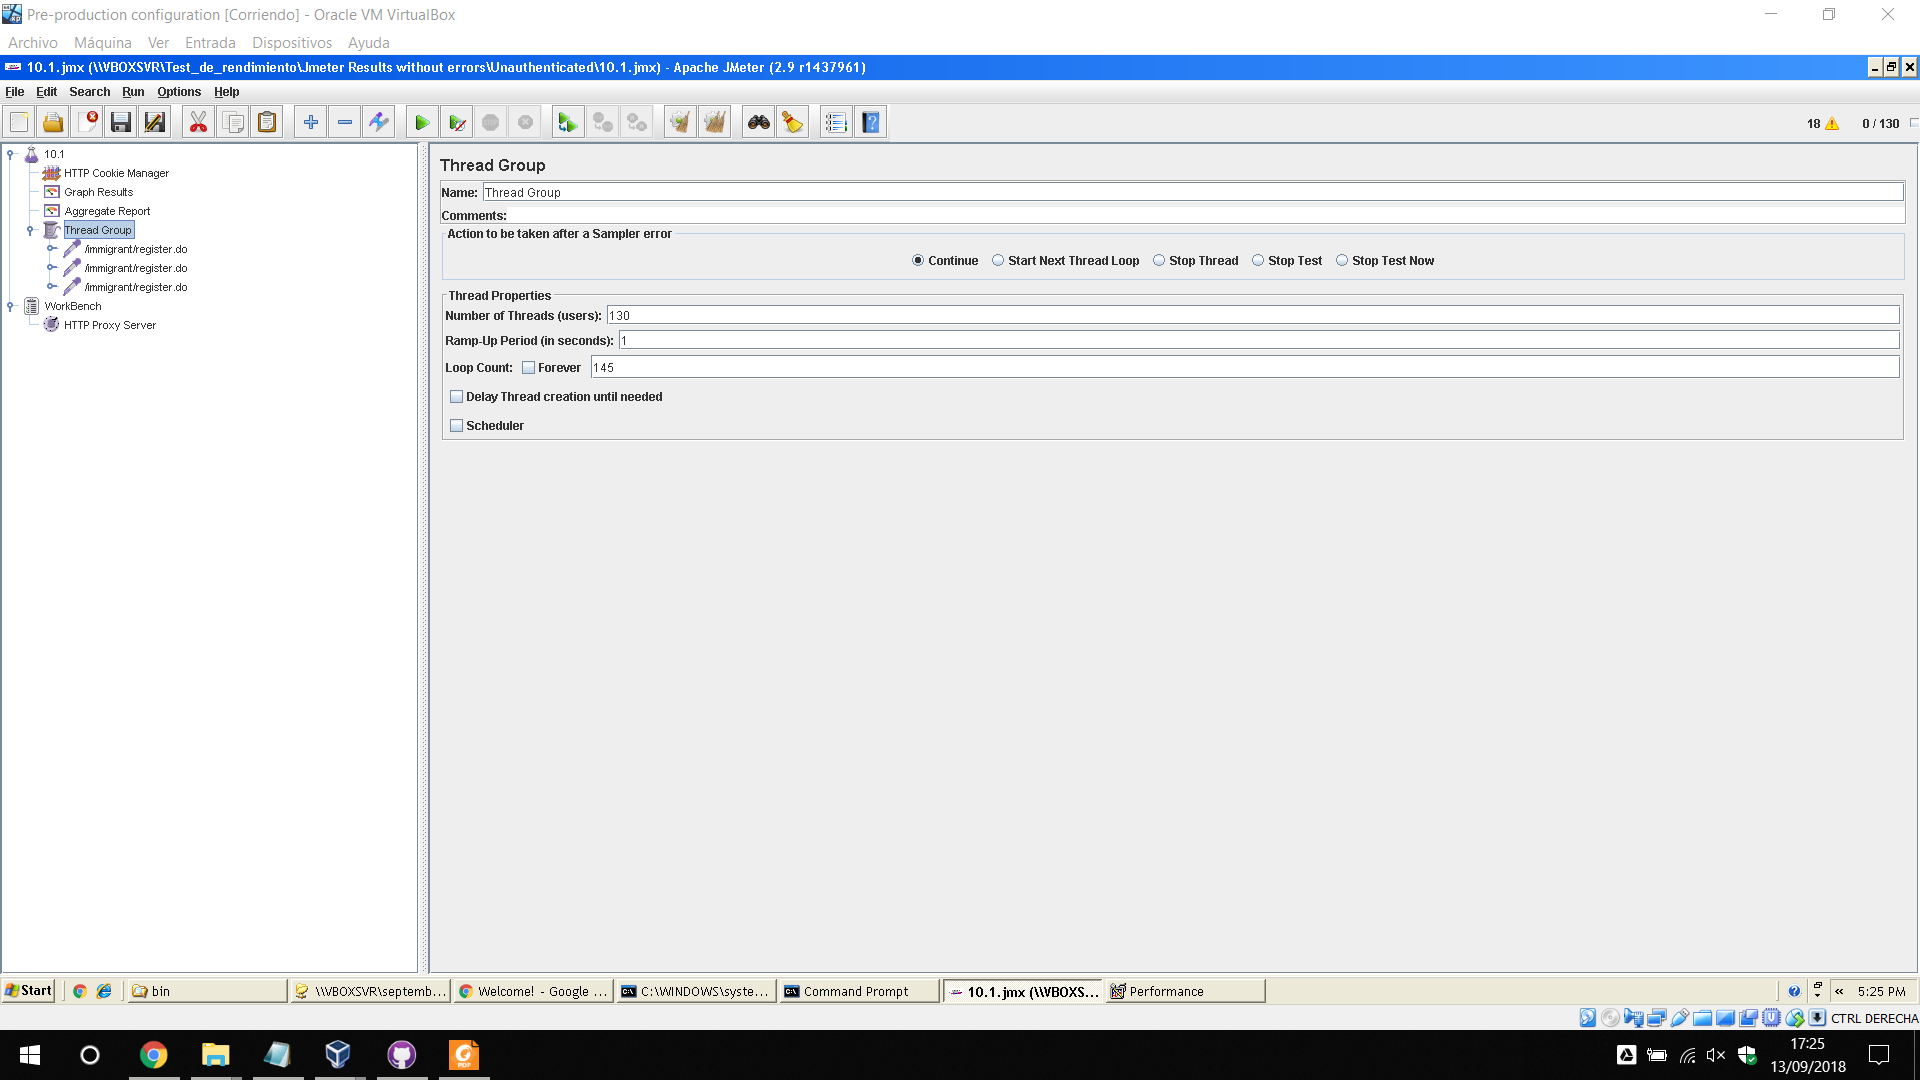 Pre-production configuration [Corriendo] - Oracle VM VirtualBox
Archivo Máquina Ver Entrada Dispositivos Ayuda
10.1.jmx (\\VBOXSVR\Test_de_rendimiento\Jmeter Results without errors\Unauthenticated\10.1.jmx) - Apache JMeter (2.9 r1437961)
File Edit Search Run Options Help
18 0 / 130
10.1
HTTP Cookie Manager
Graph Results
Aggregate Report
Thread Group
/immigrant/register.do
/immigrant/register.do
/immigrant/register.do
WorkBench
HTTP Proxy Server
Thread Group
Name: Thread Group
Comments:
Action to be taken after a Sampler error
Continue Start Next Thread Loop Stop Thread Stop Test Stop Test Now
Thread Properties
Number of Threads (users): 130
Ramp-Up Period (in seconds): 1
Loop Count: Forever 145
Delay Thread creation until needed
Scheduler
Start bin \\VBOXSVR\septemb... Welcome! - Google ... C:\WINDOWS\syste... Command Prompt 10.1.jmx (\\VBOXS... Performance « 5:25 PM
CTRL DERECHA
17:25
13/09/2018